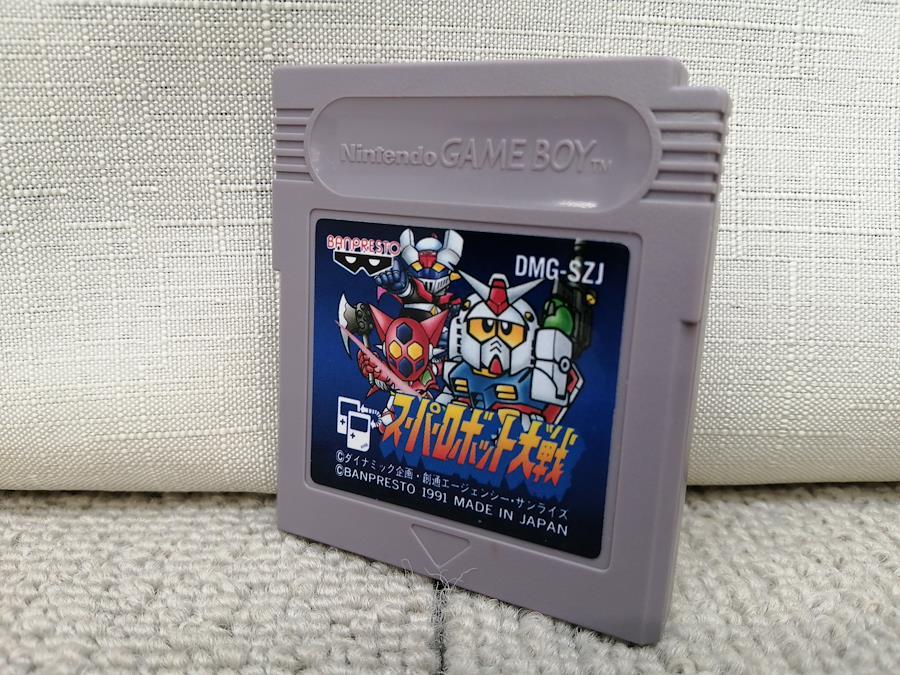 Nintendo GAME BOY TM
BANPRESTO
DMG-SZJ
スーパーロボット大戦
©ダイナミック企画・創通エージェンシー・サンライズ
©BANPRESTO 1991 MADE IN JAPAN